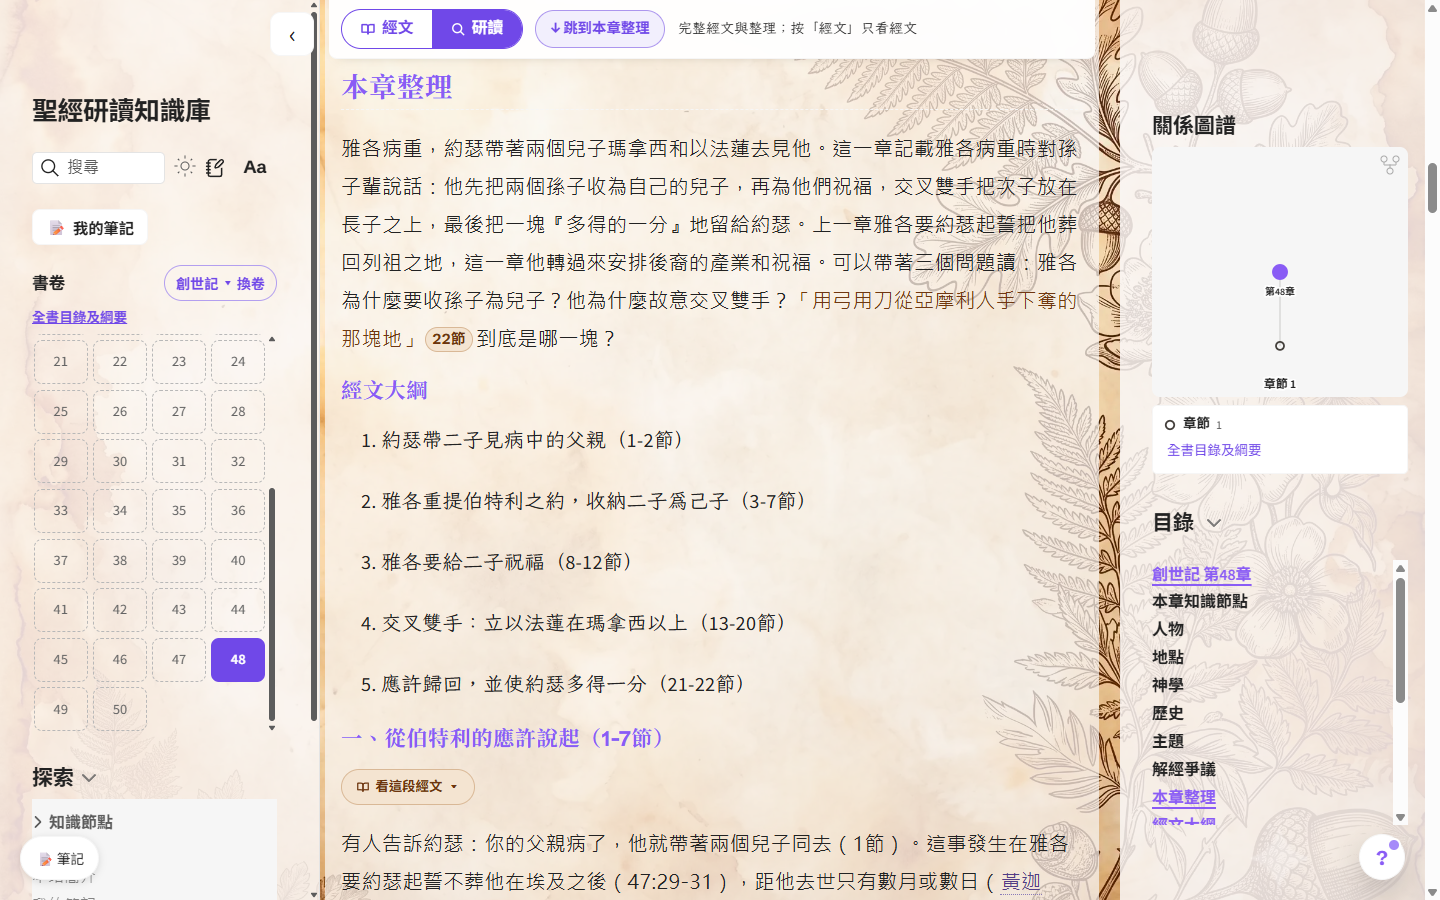 經文
研讀
↓跳到本章整理
完整經文與整理；按「經文」只看經文
‹
聖經研讀知識庫
搜尋
Aa
我的筆記
書卷
創世記 ▾ 換卷
全書目錄及綱要
21 22 23 24
25 26 27 28
29 30 31 32
33 34 35 36
37 38 39 40
41 42 43 44
45 46 47 48
49 50
探索
知識節點
筆記
本章整理
雅各病重，約瑟帶著兩個兒子瑪拿西和以法蓮去見他。這一章記載雅各病重時對孫
子輩說話：他先把兩個孫子收為自己的兒子，再為他們祝福，交叉雙手把次子放在
長子之上，最後把一塊『多得的一分』地留給約瑟。上一章雅各要約瑟起誓把他葬
回列祖之地，這一章他轉過來安排後裔的產業和祝福。可以帶著三個問題讀：雅各
為什麼要收孫子為兒子？他為什麼故意交叉雙手？「用弓用刀從亞摩利人手下奪的
那塊地」 22節 到底是哪一塊？
經文大綱
1. 約瑟帶二子見病中的父親（1-2節）
2. 雅各重提伯特利之約，收納二子爲己子（3-7節）
3. 雅各要給二子祝福（8-12節）
4. 交叉雙手：立以法蓮在瑪拿西以上（13-20節）
5. 應許歸回，並使約瑟多得一分（21-22節）
一、從伯特利的應許說起（1-7節）
看這段經文
有人告訴約瑟：你的父親病了，他就帶著兩個兒子同去（1節）。這事發生在雅各
要約瑟起誓不葬他在埃及之後（47:29-31），距他去世只有數月或數日（黃迦
關係圖譜
第48章
章節 1
章節 1
全書目錄及綱要
目錄
創世記 第48章
本章知識節點
人物
地點
神學
歷史
主題
解經爭議
本章整理
經文大綱
?